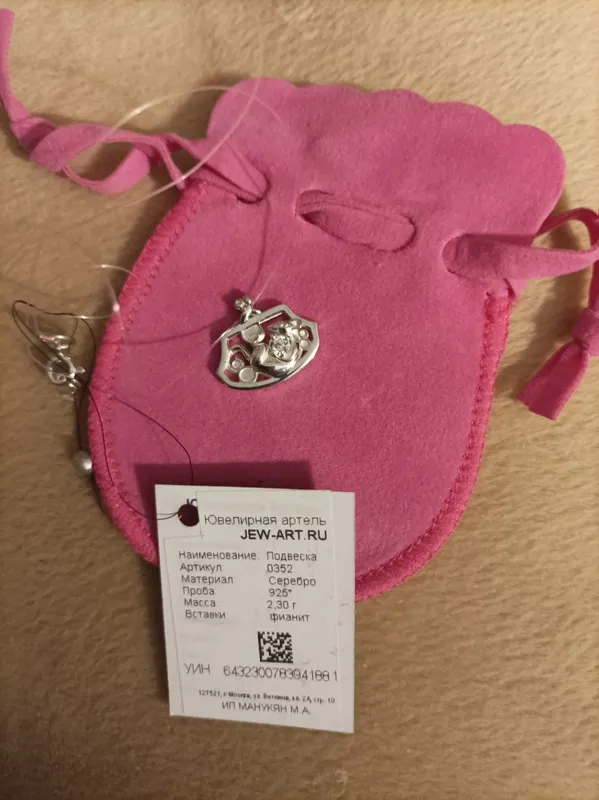 Ювелирная артель
JEW-ART.RU
Наименование: Подвеска
Артикул 0352
Материал: Серебро
Проба 925*
Масса 2,30 г
Вставки: фианит
УИН 6432300783941881
127521, г. Москва, ул. Веткина, вл. 2А, стр. 10
ИП МАНУКЯН М.А.